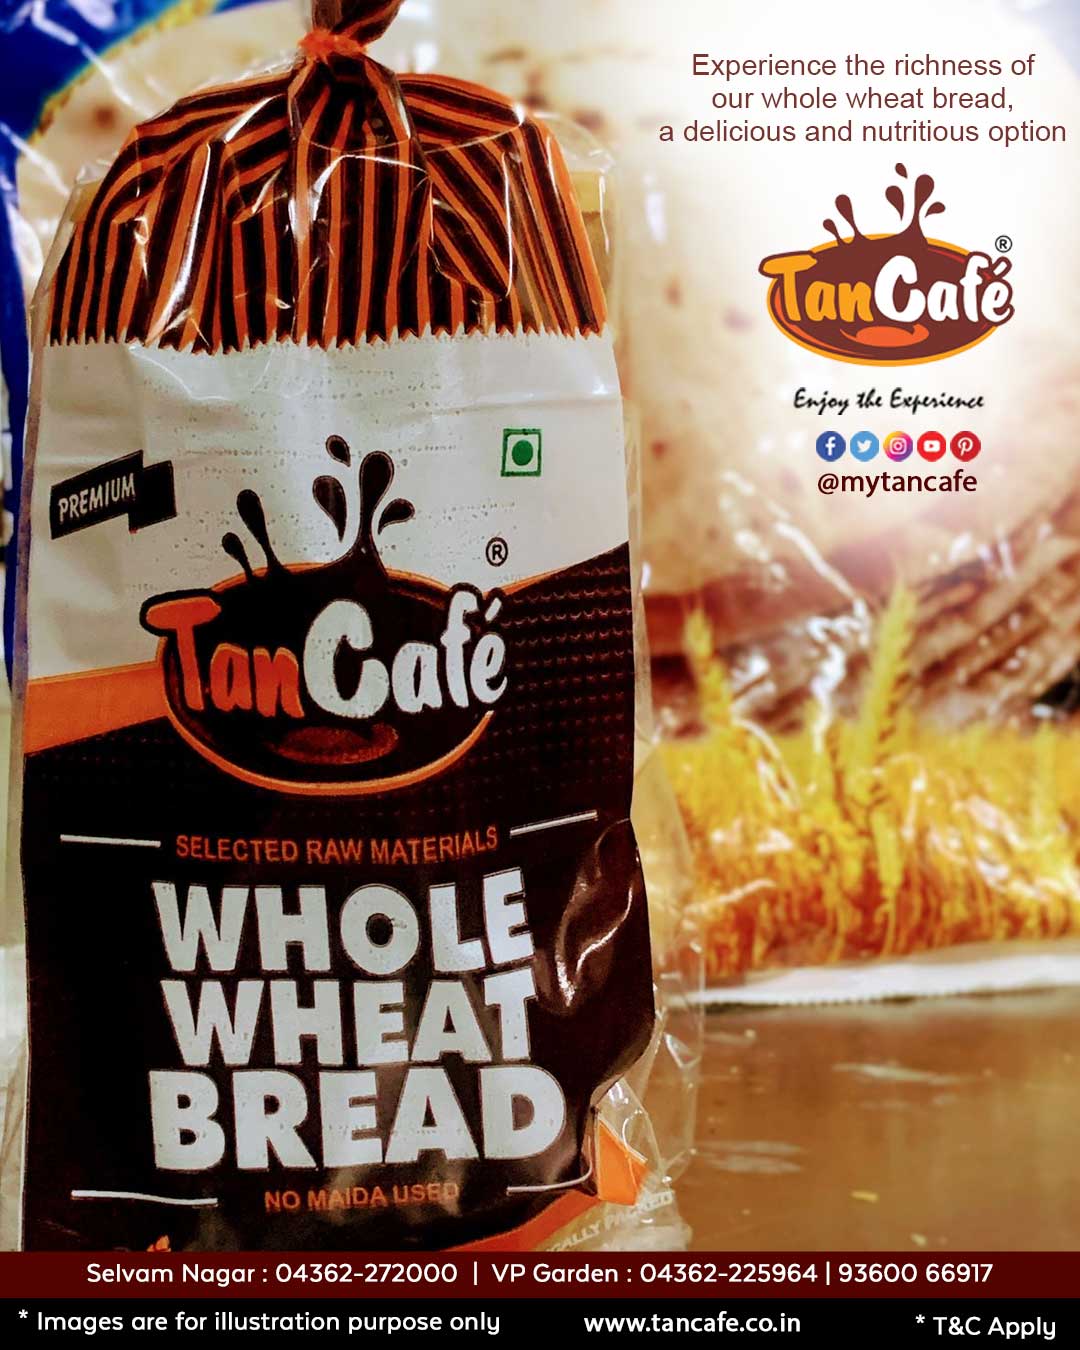 Experience the richness of
our whole wheat bread,
a delicious and nutritious option
TanCafé ®
Enjoy the Experience
@mytancafe
PREMIUM
®
TanCafé
SELECTED RAW MATERIALS
WHOLE
WHEAT
BREAD
NO MAIDA USED
Selvam Nagar : 04362-272000 | VP Garden : 04362-225964 | 93600 66917
* Images are for illustration purpose only www.tancafe.co.in * T&C Apply